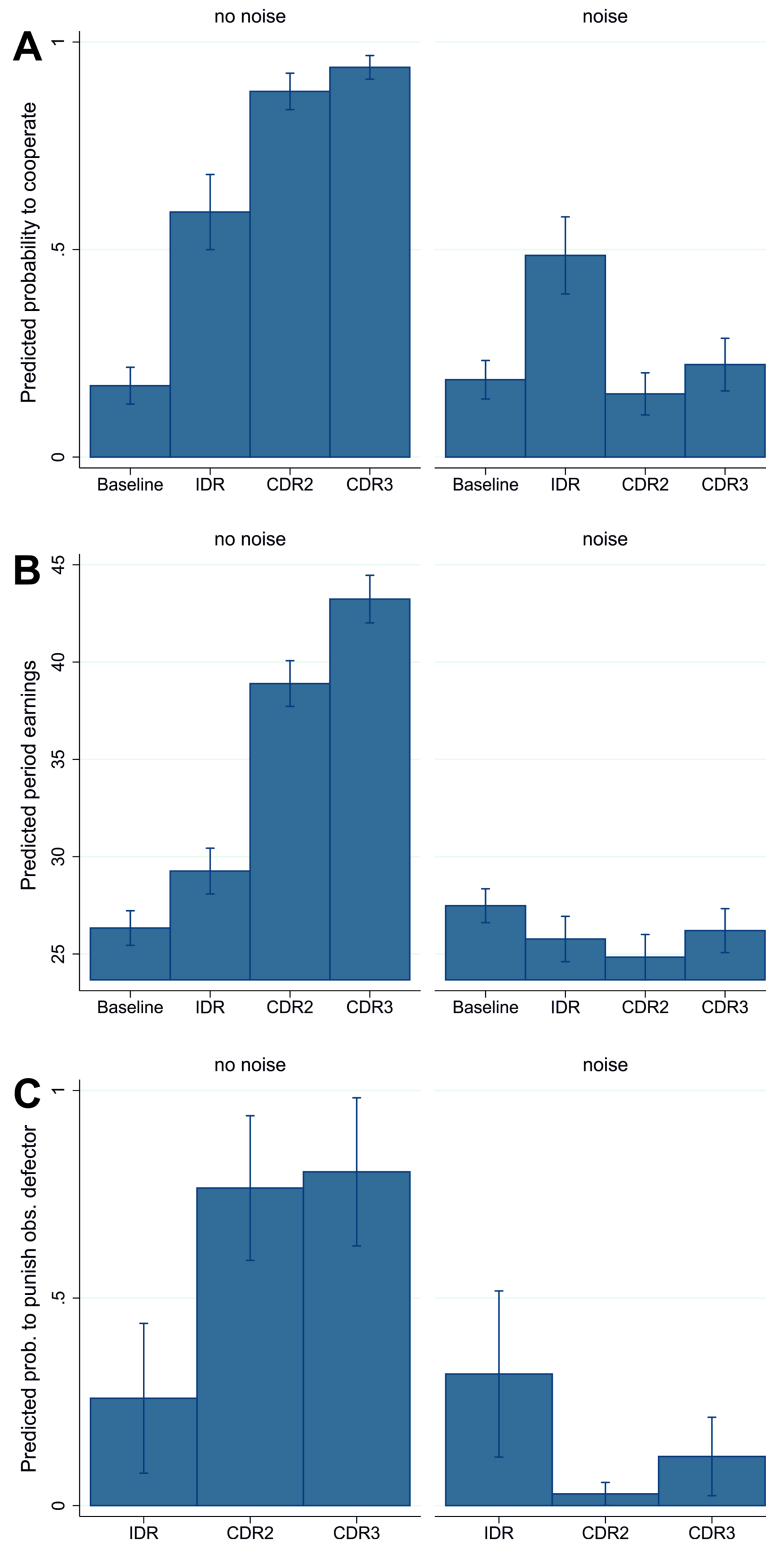 A
no noise
noise
Predicted probability to cooperate
1
.5
0
Baseline IDR CDR2 CDR3
Baseline IDR CDR2 CDR3
B
no noise
noise
Predicted period earnings
45
40
35
30
25
Baseline IDR CDR2 CDR3
Baseline IDR CDR2 CDR3
C
no noise
noise
Predicted prob. to punish obs. defector
1
.5
0
IDR CDR2 CDR3
IDR CDR2 CDR3